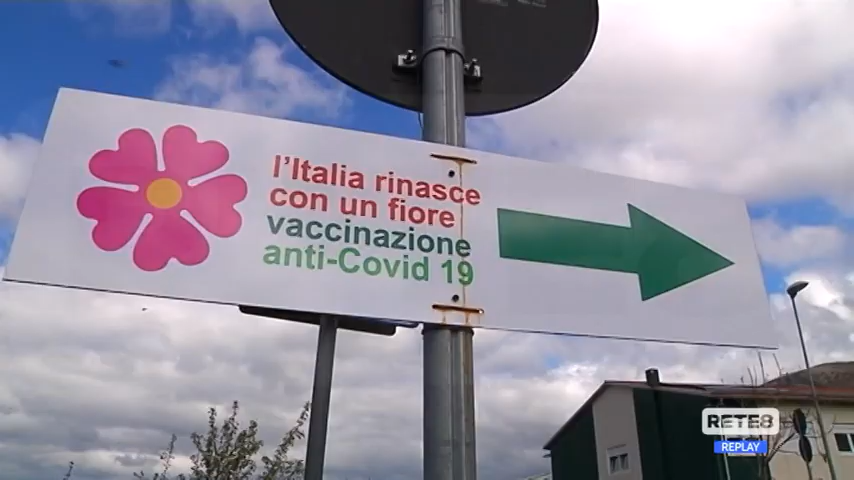 l'Italia rinasce
con un fiore
vaccinazione
anti-Covid 19
RETE8
REPLAY